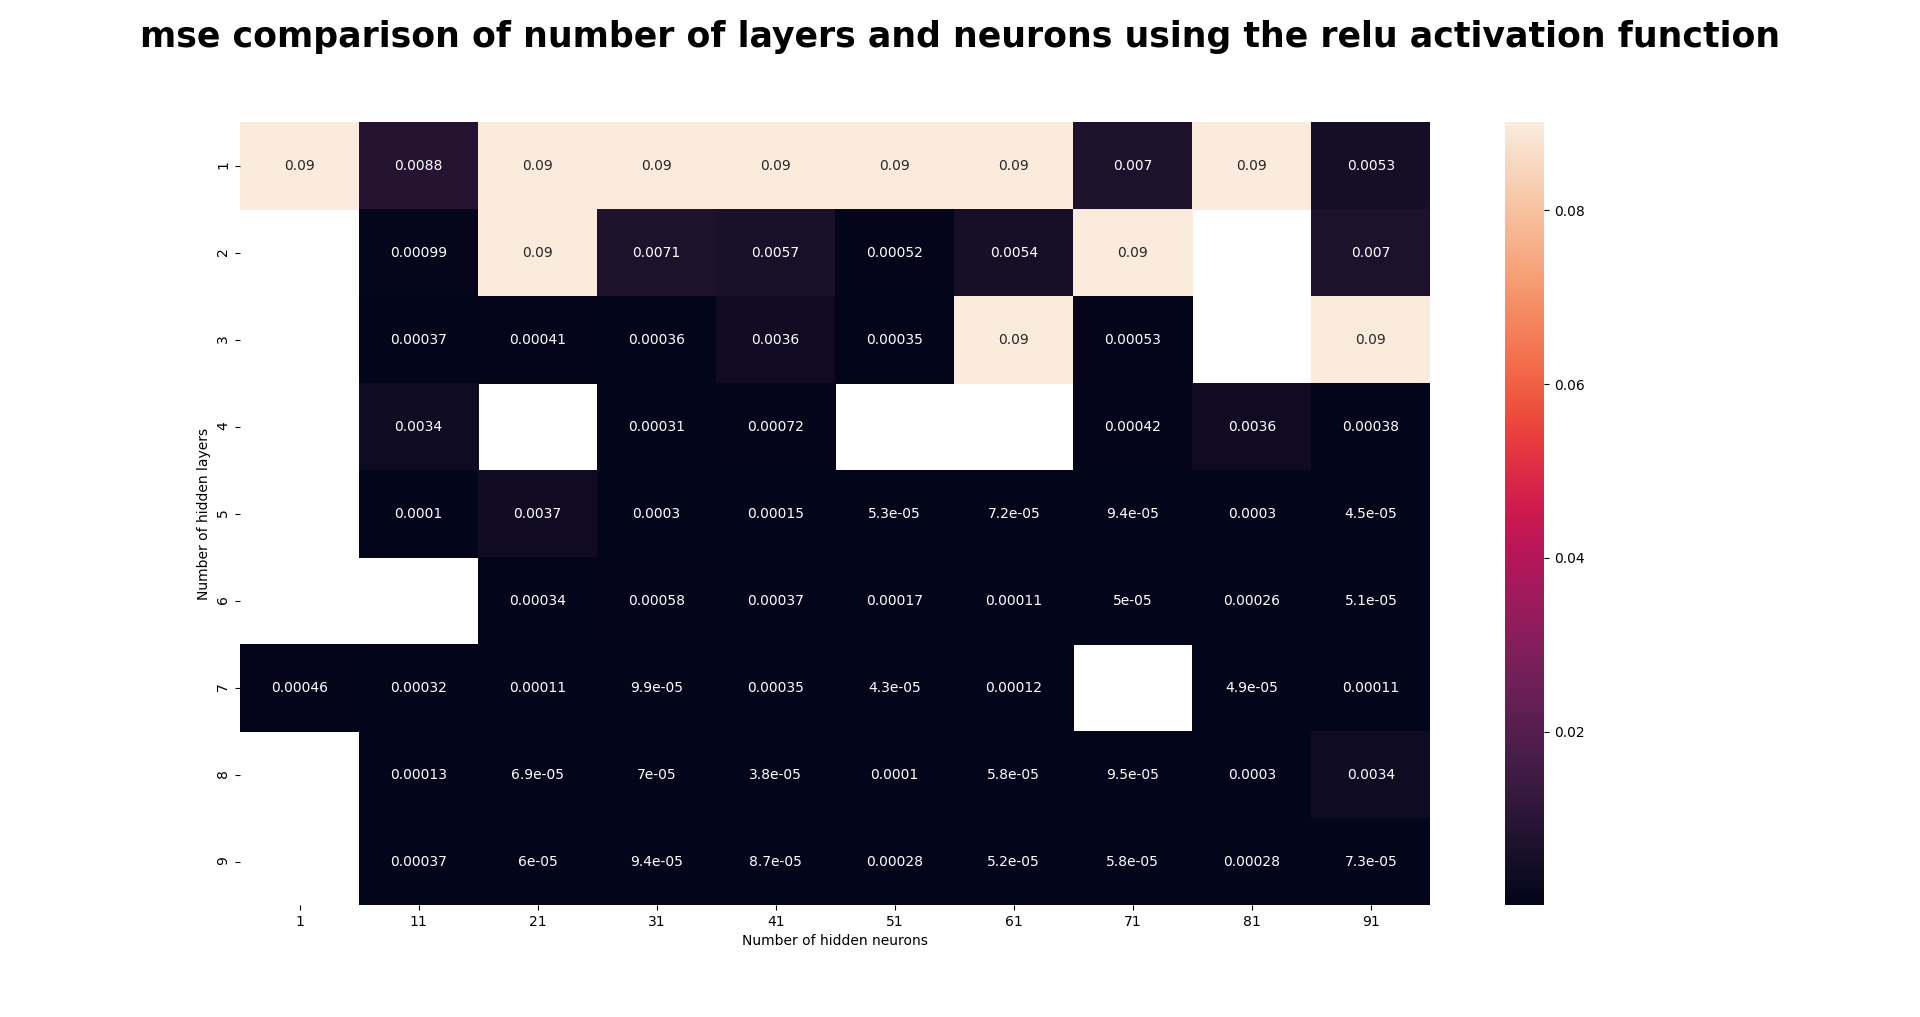 mse comparison of number of layers and neurons using the relu activation function
1 0.09 0.0088 0.09 0.09 0.09 0.09 0.09 0.007 0.09 0.0053
2 0.00099 0.09 0.0071 0.0057 0.00052 0.0054 0.09 0.007
3 0.00037 0.00041 0.00036 0.0036 0.00035 0.09 0.00053 0.09
4 0.0034 0.00031 0.00072 0.00042 0.0036 0.00038
5 0.0001 0.0037 0.0003 0.00015 5.3e-05 7.2e-05 9.4e-05 0.0003 4.5e-05
6 0.00034 0.00058 0.00037 0.00017 0.00011 5e-05 0.00026 5.1e-05
7 0.00046 0.00032 0.00011 9.9e-05 0.00035 4.3e-05 0.00012 4.9e-05 0.00011
8 0.00013 6.9e-05 7e-05 3.8e-05 0.0001 5.8e-05 9.5e-05 0.0003 0.0034
9 0.00037 6e-05 9.4e-05 8.7e-05 0.00028 5.2e-05 5.8e-05 0.00028 7.3e-05
1 11 21 31 41 51 61 71 81 91
Number of hidden neurons
Number of hidden layers
0.08
0.06
0.04
0.02